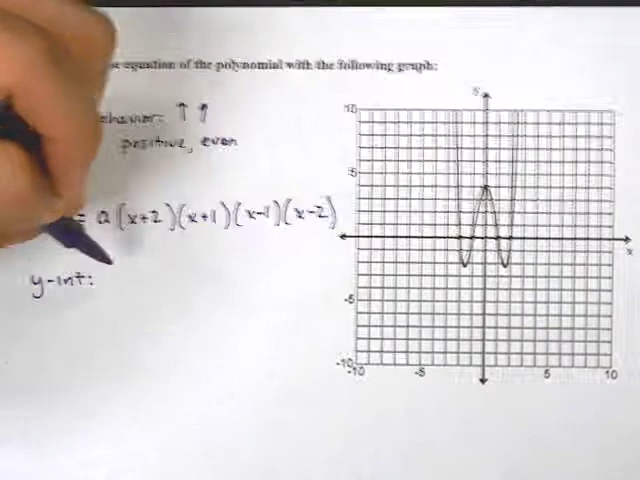 equation of the polynomial with the following graph:
↑ ↑
positive, even
= a(x+2)(x+1)(x-1)(x-2)
y-int:
y
10
5
x
-5
-10
-10 -5 5 10